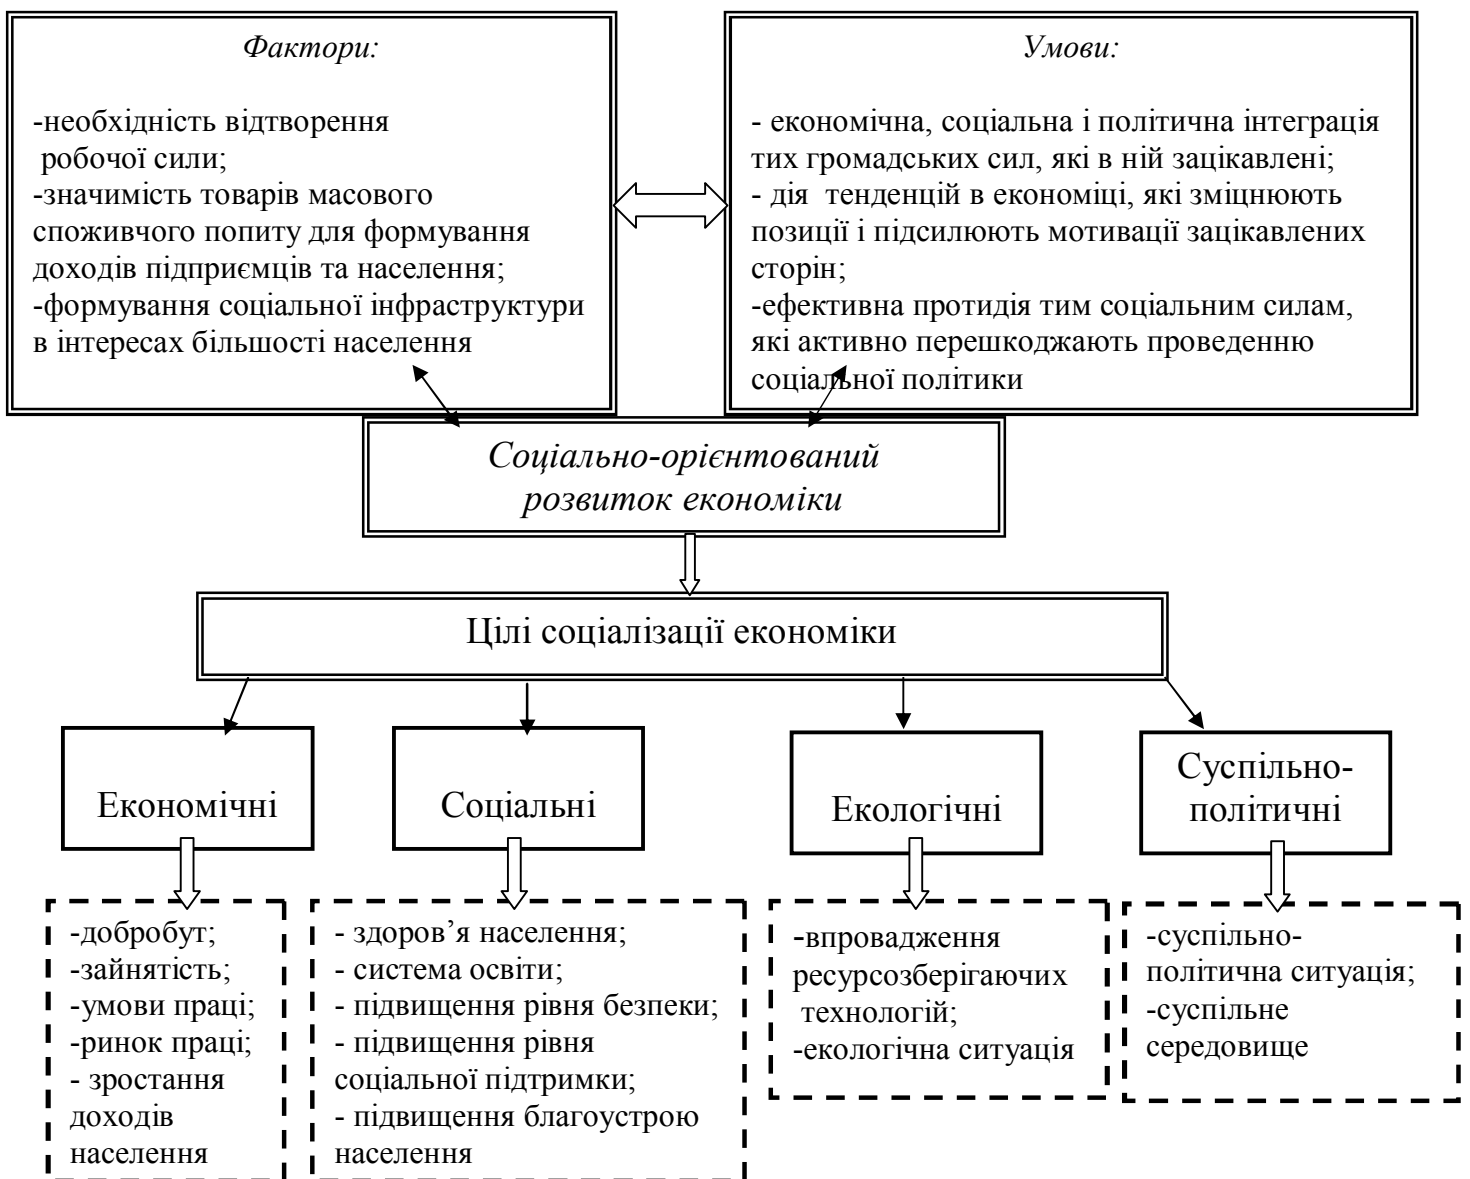 Фактори:
-необхідність відтворення
робочої сили;
-значимість товарів масового
споживчого попиту для формування
доходів підприємців та населення;
-формування соціальної інфраструктури
в інтересах більшості населення
Умови:
- економічна, соціальна і політична інтеграція
тих громадських сил, які в ній зацікавлені;
- дія тенденцій в економіці, які зміцнюють
позиції і підсилюють мотивації зацікавлених
сторін;
-ефективна протидія тим соціальним силам,
які активно перешкоджають проведенню
соціальної політики
Соціально-орієнтований
розвиток економіки
Цілі соціалізації економіки
Економічні
Соціальні
Екологічні
Суспільно-
політичні
-добробут;
-зайнятість;
-умови праці;
-ринок праці;
- зростання
доходів
населення
- здоров’я населення;
- система освіти;
- підвищення рівня безпеки;
- підвищення рівня
соціальної підтримки;
- підвищення благоустрою
населення
-впровадження
ресурсозберігаючих
технологій;
-екологічна ситуація
-суспільно-
політична ситуація;
-суспільне
середовище